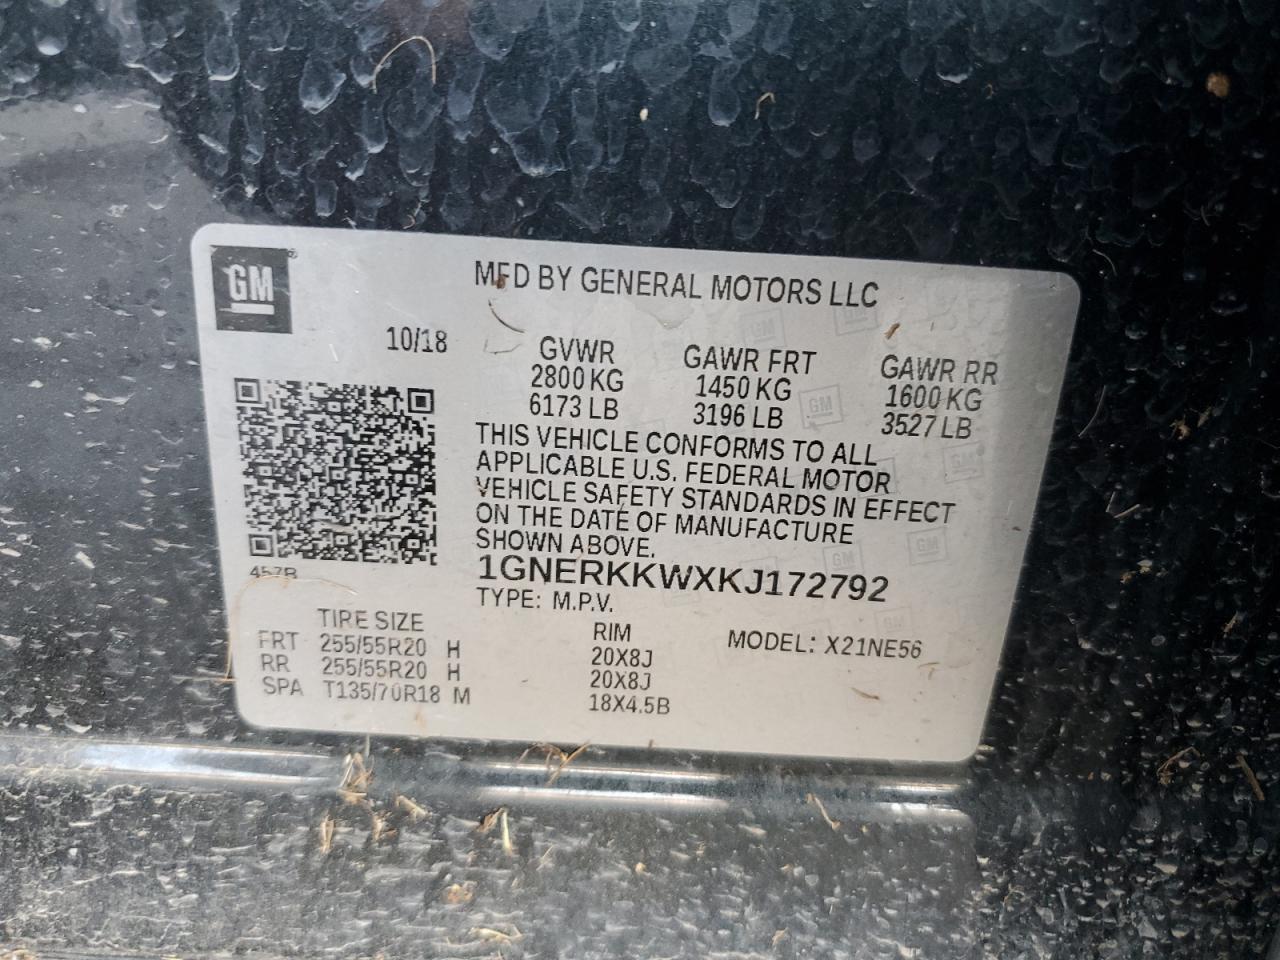 GM
MFD BY GENERAL MOTORS LLC
10/18
GVWR GAWR FRT GAWR RR
2800 KG 1450 KG 1600 KG
6173 LB 3196 LB 3527 LB
THIS VEHICLE CONFORMS TO ALL
APPLICABLE U.S. FEDERAL MOTOR
VEHICLE SAFETY STANDARDS IN EFFECT
ON THE DATE OF MANUFACTURE
SHOWN ABOVE.
1GNERKKWXKJ172792
457B
TYPE: M.P.V.
TIRE SIZE RIM MODEL: X21NE56
FRT 255/55R20 H 20X8J
RR 255/55R20 H 20X8J
SPA T135/70R18 M 18X4.5B